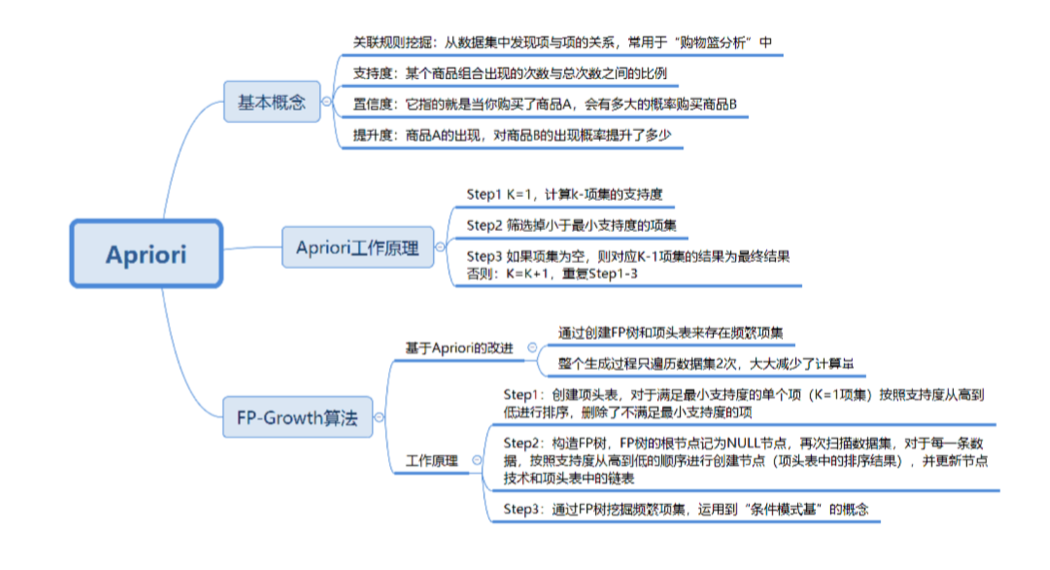 关联规则挖掘：从数据集中发现项与项的关系，常用于“购物篮分析”中
支持度：某个商品组合出现的次数与总次数之间的比例
基本概念
置信度：它指的就是当你购买了商品A，会有多大的概率购买商品B
提升度：商品A的出现，对商品B的出现概率提升了多少
Apriori
Apriori工作原理
Step1 K=1，计算k-项集的支持度
Step2 筛选掉小于最小支持度的项集
Step3 如果项集为空，则对应K-1项集的结果为最终结果
否则：K=K+1，重复Step1-3
FP-Growth算法
基于Apriori的改进
通过创建FP树和项头表来存在频繁项集
整个生成过程只遍历数据集2次，大大减少了计算量
工作原理
Step1：创建项头表，对于满足最小支持度的单个项（K=1项集）按照支持度从高到
低进行排序，删除了不满足最小支持度的项
Step2：构造FP树，FP树的根节点记为NULL节点，再次扫描数据集，对于每一条数
据，按照支持度从高到低的顺序进行创建节点（项头表中的排序结果），并更新节点
技术和项头表中的链表
Step3：通过FP树挖掘频繁项集，运用到“条件模式基”的概念